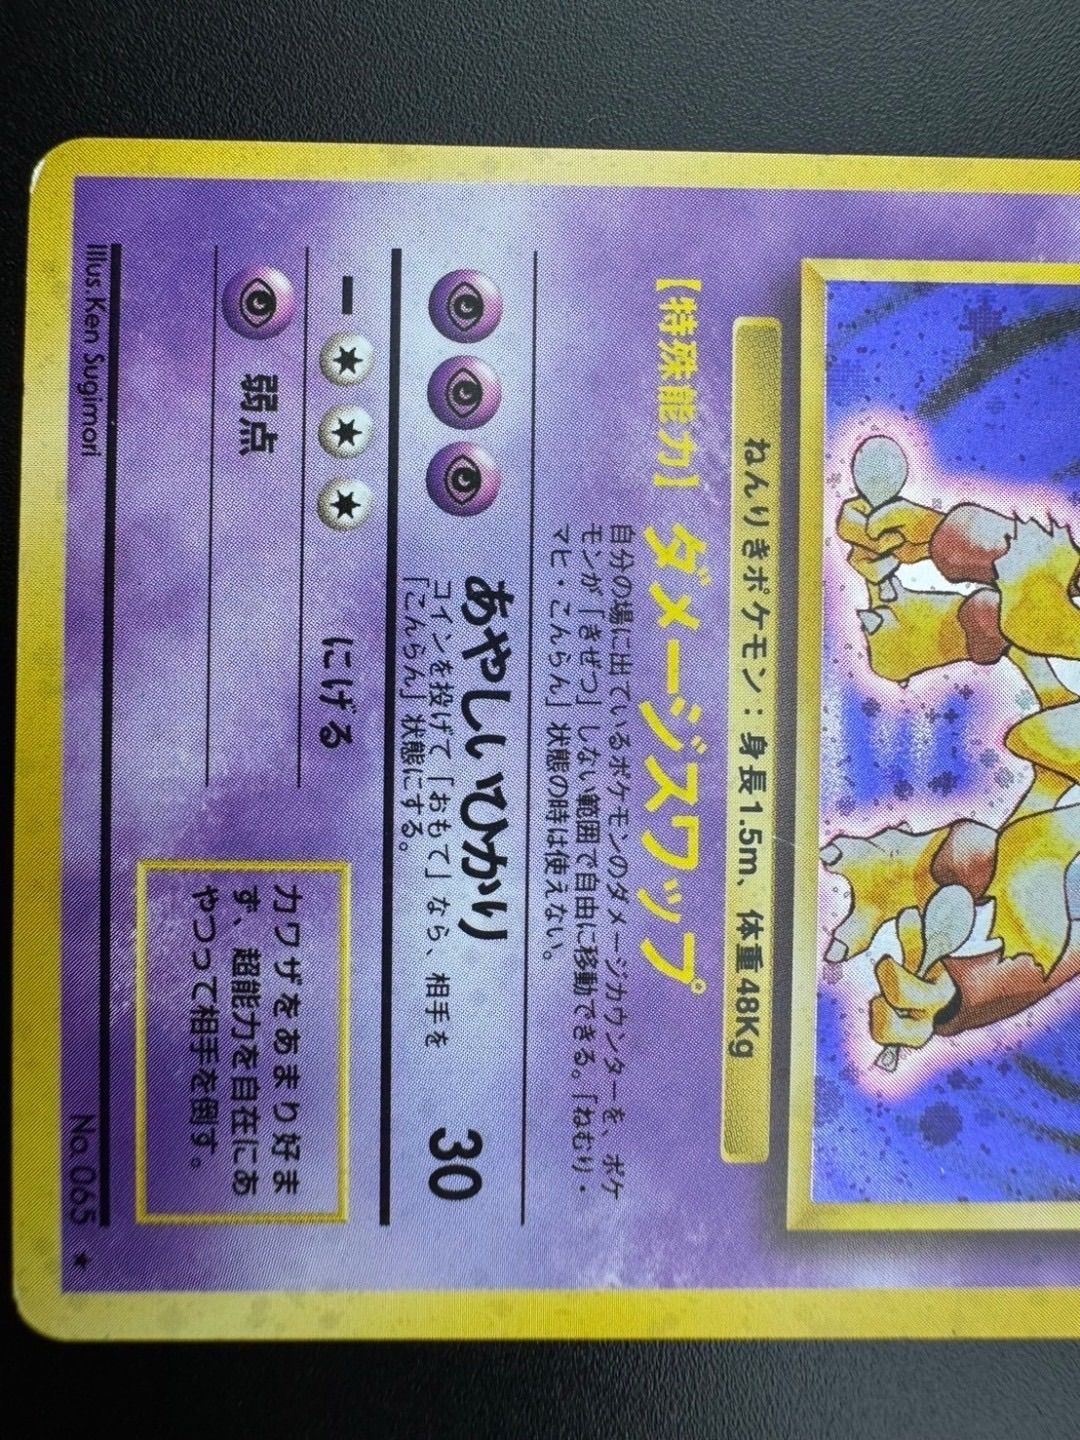 ねんりきポケモン：身長1.5m、体重48Kg
【特殊能力】ダメージスワップ
自分の場に出ているポケモンのダメージカウンターを、ポケ
モンが「きぜつ」しない範囲で自由に移動できる。「ねむり・
マヒ・こんらん」状態の時は使えない。
あやしいひかり 30
コインを投げて「おもて」なら、相手を
「こんらん」状態にする。
にげる
弱点
力ワザをあまり好ま
ず、超能力を自在にあ
やつって相手を倒す。
Illus. Ken Sugimori
No.065 ★